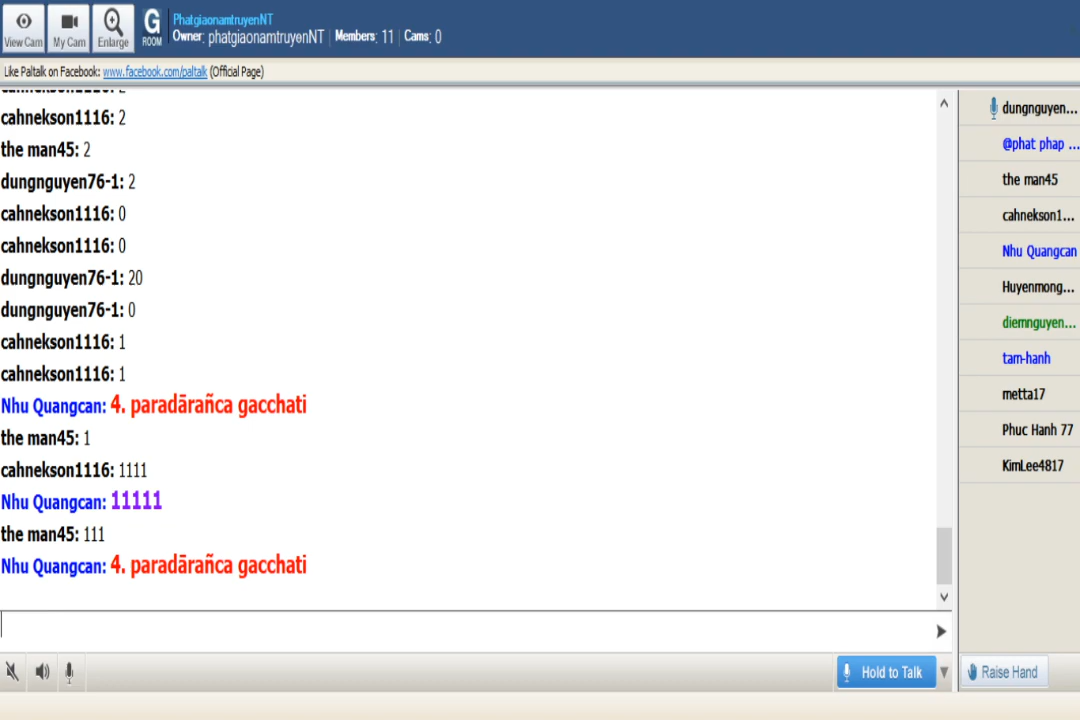 View Cam
My Cam
Enlarge
G
ROOM
PhatgiaonamtruyenNT
Owner: phatgiaonamtruyenNT Members: 11 Cams: 0
Like Paltalk on Facebook: www.facebook.com/paltalk (Official Page)
cahnekson1116: 2
the man45: 2
dungnguyen76-1: 2
cahnekson1116: 0
cahnekson1116: 0
dungnguyen76-1: 20
dungnguyen76-1: 0
cahnekson1116: 1
cahnekson1116: 1
Nhu Quangcan: 4. paradārañca gacchati
the man45: 1
cahnekson1116: 1111
Nhu Quangcan: 11111
the man45: 111
Nhu Quangcan: 4. paradārañca gacchati
Hold to Talk
dungnguyen...
@phat phap ...
the man45
cahnekson1...
Nhu Quangcan
Huyenmong...
diemnguyen...
tam-hanh
metta17
Phuc Hanh 77
KimLee4817
Raise Hand